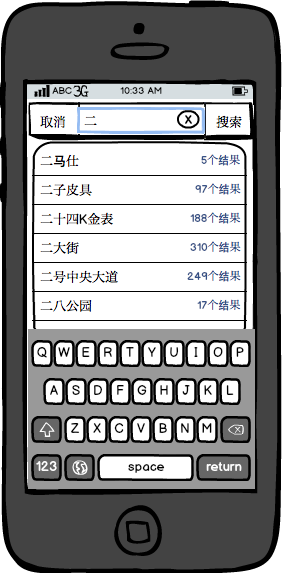 ABC 3G 10:33 AM
取消 二 X 搜索
二马仕 5个结果
二子皮具 97个结果
二十四K金表 188个结果
二大街 310个结果
二号中央大道 249个结果
二八公园 17个结果
Q W E R T Y U I O P
A S D F G H J K L
Z X C V B N M
123 space return